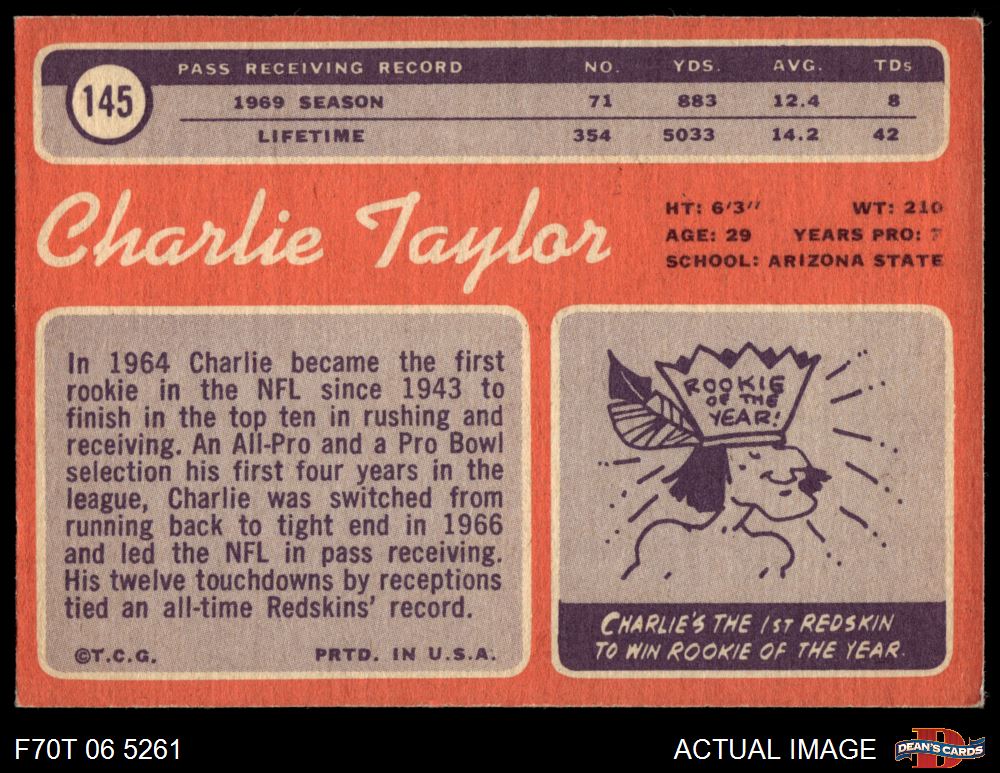 145
PASS RECEIVING RECORD NO. YDS. AVG. TDs
1969 SEASON 71 883 12.4 8
LIFETIME 354 5033 14.2 42
Charlie Taylor
HT: 6'3" WT: 210
AGE: 29 YEARS PRO: 7
SCHOOL: ARIZONA STATE
In 1964 Charlie became the first
rookie in the NFL since 1943 to
finish in the top ten in rushing and
receiving. An All-Pro and a Pro Bowl
selection his first four years in the
league, Charlie was switched from
running back to tight end in 1966
and led the NFL in pass receiving.
His twelve touchdowns by receptions
tied an all-time Redskins' record.
©T.C.G. PRTD. IN U.S.A.
ROOKIE
OF THE
YEAR!
CHARLIE'S THE 1ST REDSKIN
TO WIN ROOKIE OF THE YEAR.
F70T 06 5261
ACTUAL IMAGE
D
DEAN'S CARDS